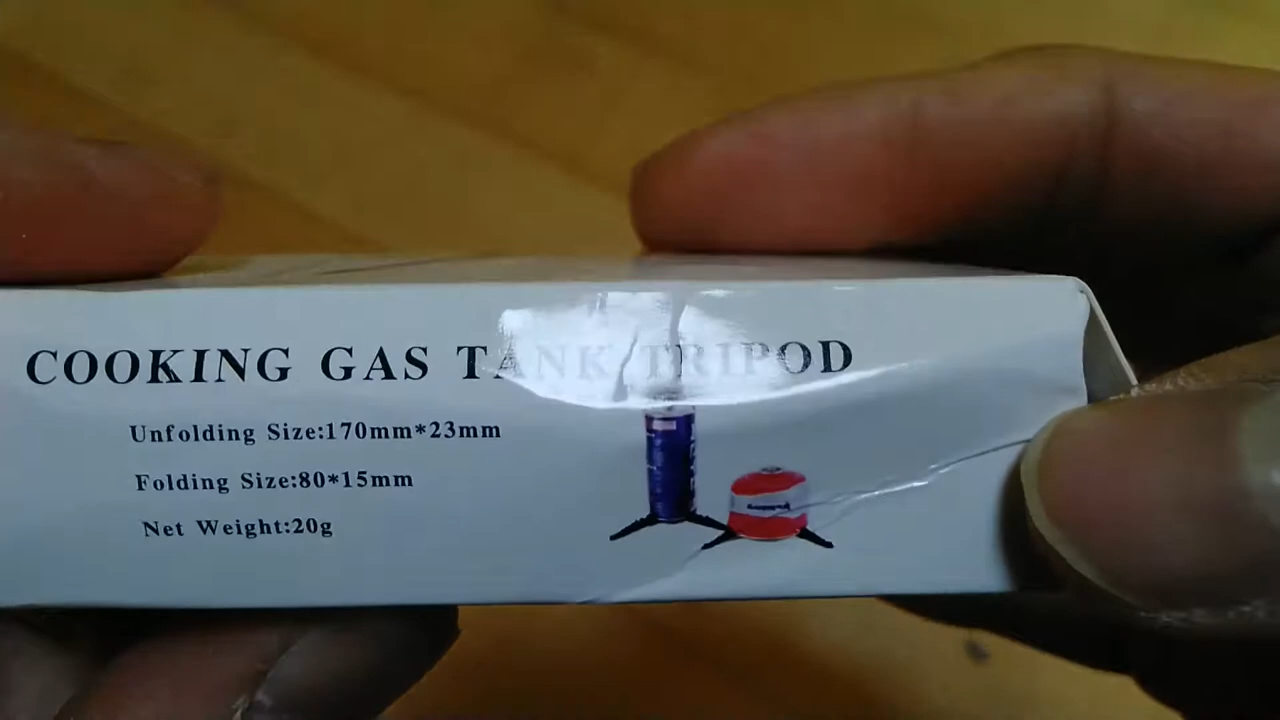 COOKING GAS TANK TRIPOD
Unfolding Size:170mm*23mm
Folding Size:80*15mm
Net Weight:20g